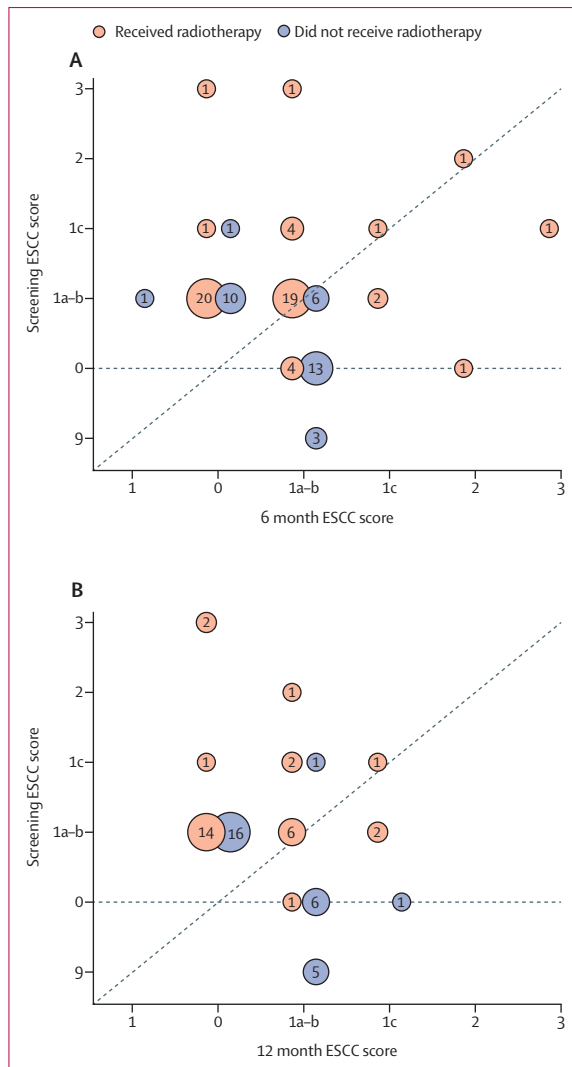 Received radiotherapy Did not receive radiotherapy
A
3 1 1
2 1
1c 1 1 4 1 1
1a–b 1 20 10 19 6 2
0 4 13 1
9 3
Screening ESCC score
1 0 1a–b 1c 2 3
6 month ESCC score
B
3 2
2 1
1c 1 2 1 1
1a–b 14 16 6 2
0 1 6 1
9 5
Screening ESCC score
1 0 1a–b 1c 2 3
12 month ESCC score